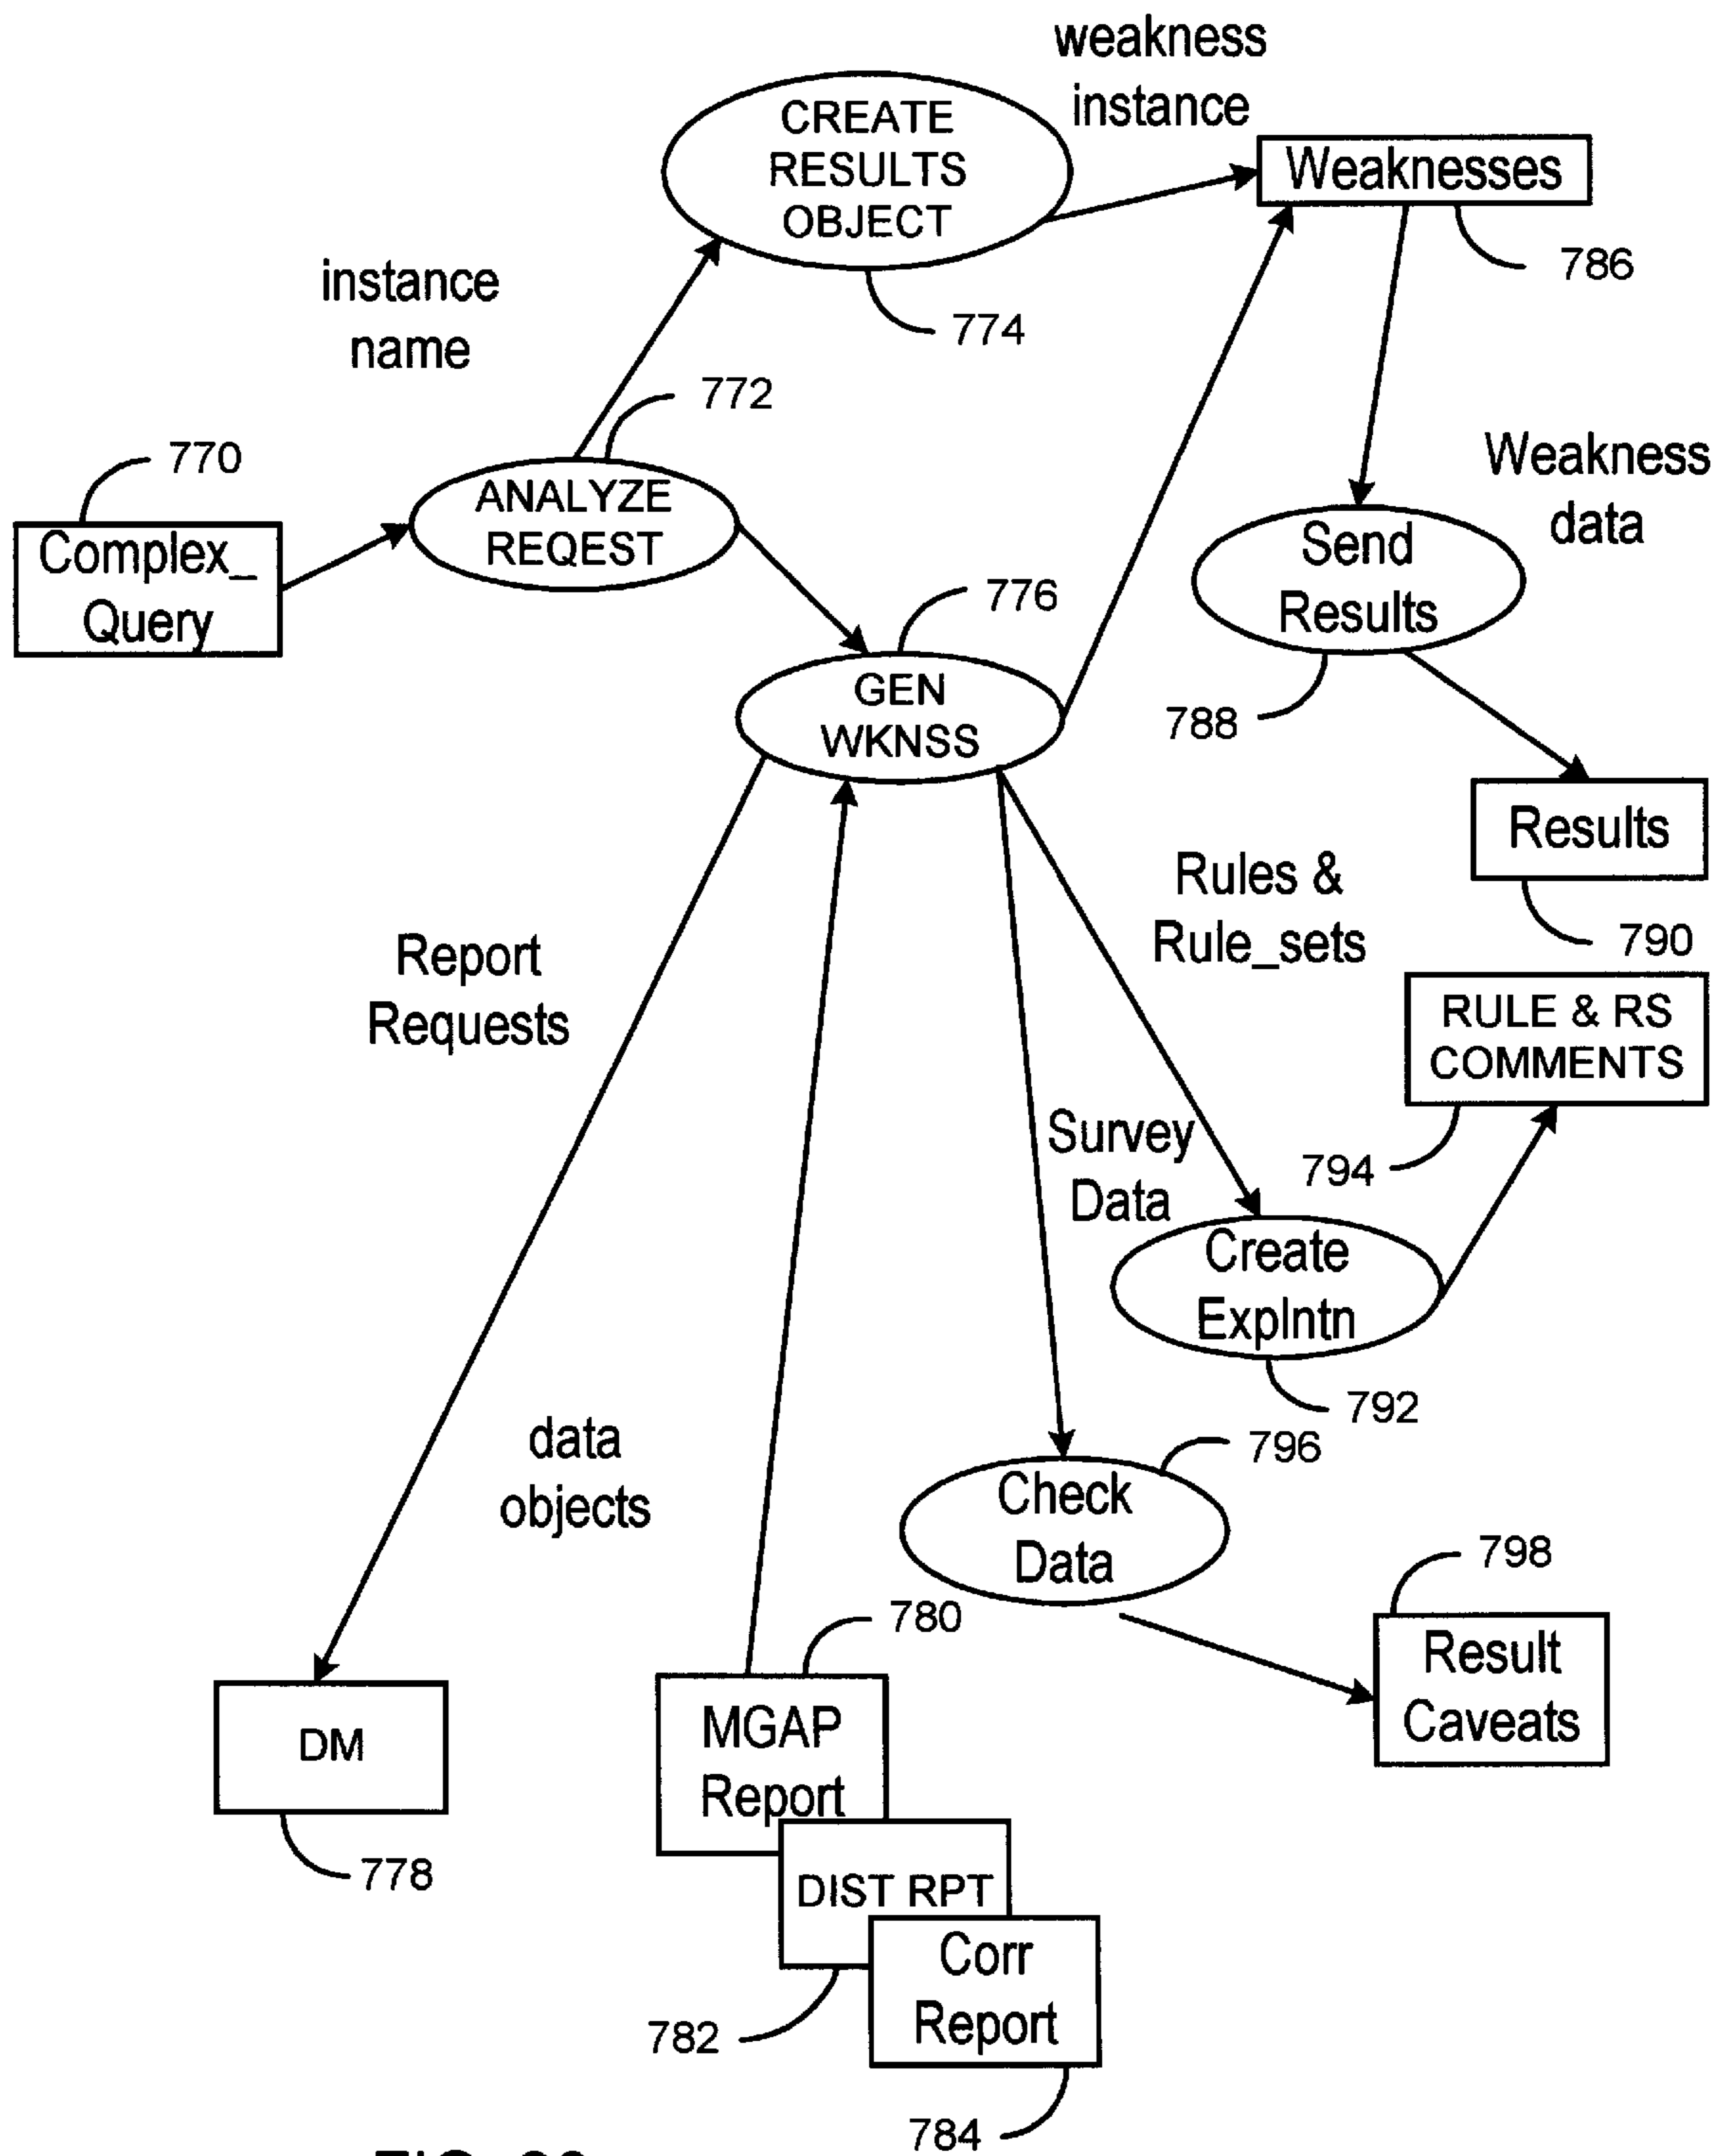 weakness
instance
CREATE
RESULTS
OBJECT
Weaknesses
786
instance
name
774
772
770
Weakness
data
ANALYZE
REQEST
Complex_
Query
Send
Results
776
GEN
WKNSS
788
Results
Rules &
Rule_sets
790
Report
Requests
RULE & RS
COMMENTS
Survey
Data
794
Create
Explntn
792
data
objects
796
Check
Data
798
780
Result
Caveats
MGAP
Report
DM
778
DIST RPT
Corr
Report
782
784